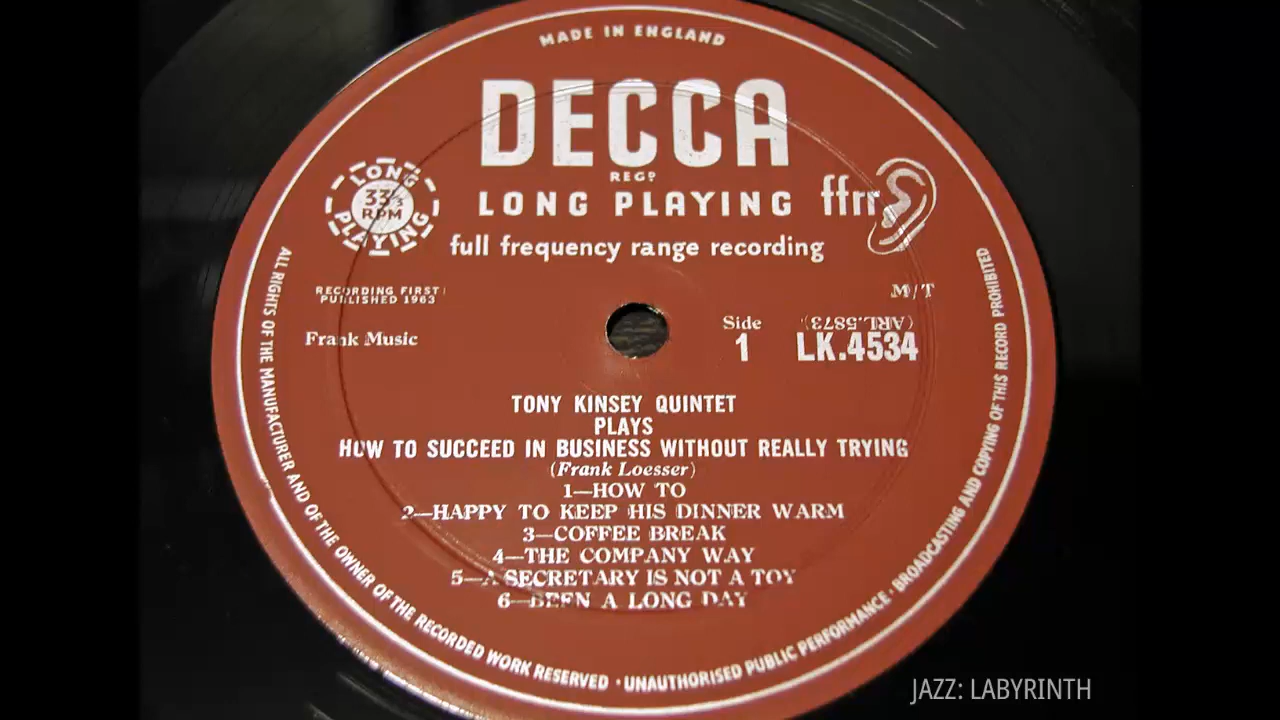 MADE IN ENGLAND
DECCA
REGD
LONG PLAYING
ffrr
full frequency range recording
LONG
33⅓
RPM
PLAYING
RECORDING FIRST
PUBLISHED 1963
Frank Music
M/T
Side
1
(ARL.5873)
LK.4534
TONY KINSEY QUINTET
PLAYS
HOW TO SUCCEED IN BUSINESS WITHOUT REALLY TRYING
(Frank Loesser)
1—HOW TO
2—HAPPY TO KEEP HIS DINNER WARM
3—COFFEE BREAK
4—THE COMPANY WAY
5—A SECRETARY IS NOT A TOY
6—BEEN A LONG DAY
ALL RIGHTS OF THE MANUFACTURER AND OF THE OWNER OF THE RECORDED WORK RESERVED · UNAUTHORISED PUBLIC PERFORMANCE · BROADCASTING AND COPYING OF THIS RECORD PROHIBITED
JAZZ: LABYRINTH